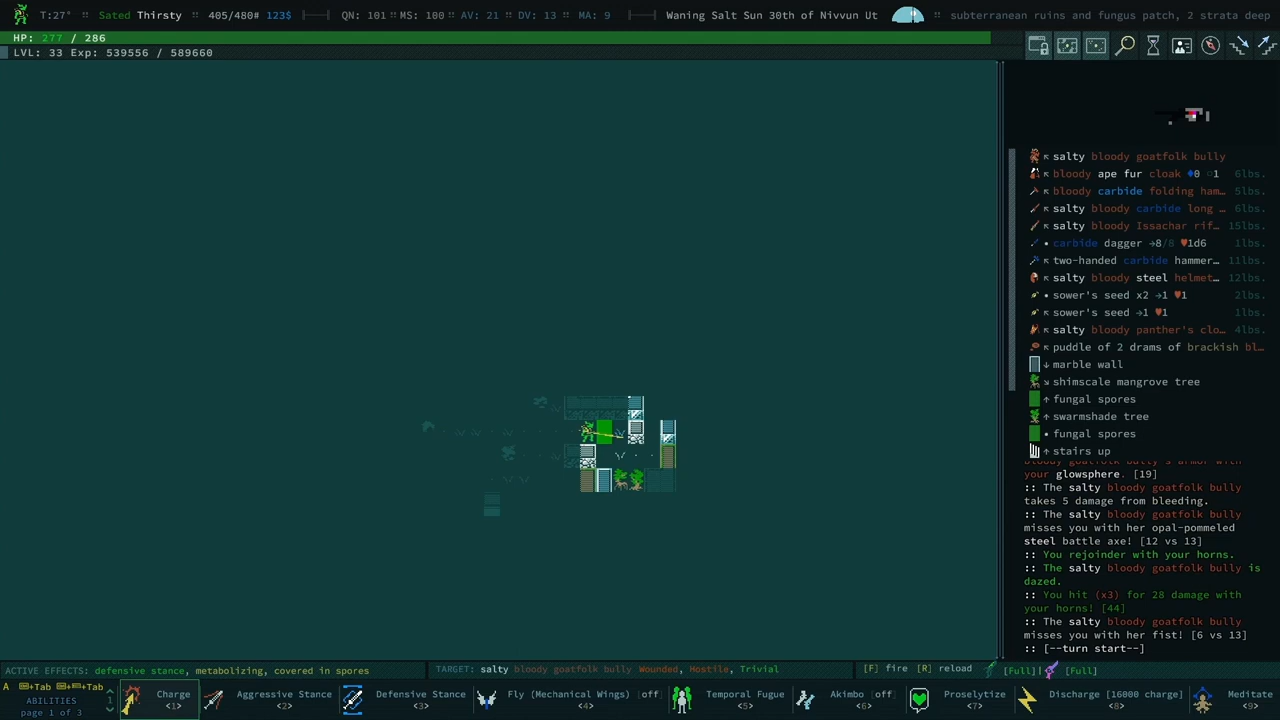 T:27° :: Sated Thirsty :: 405/480# 123$ QN: 101 :: MS: 100 :: AV: 21 :: DV: 13 :: MA: 9 Waning Salt Sun 30th of Nivvun Ut :: subterranean ruins and fungus patch, 2 strata deep
HP: 277 / 286
LVL: 33 Exp: 539556 / 589660
salty bloody goatfolk bully
bloody ape fur cloak ♦0 □1 6lbs.
bloody carbide folding ham… 5lbs.
salty bloody carbide long … 6lbs.
salty bloody Issachar rif… 15lbs.
carbide dagger →8/8 ♥1d6 1lbs.
two-handed carbide hammer… 11lbs.
salty bloody steel helmet… 12lbs.
sower's seed x2 →1 ♥1 2lbs.
sower's seed →1 ♥1 1lbs.
salty bloody panther's clo… 4lbs.
puddle of 2 drams of brackish bl…
↓ marble wall
↘ shimscale mangrove tree
↑ fungal spores
↑ swarmshade tree
• fungal spores
↑ stairs up
bloody goatfolk bully's armor with
your glowsphere. [19]
:: The salty bloody goatfolk bully
takes 5 damage from bleeding.
:: The salty bloody goatfolk bully
misses you with her opal-pommeled
steel battle axe! [12 vs 13]
:: You rejoinder with your horns.
:: The salty bloody goatfolk bully is
dazed.
:: You hit (x3) for 28 damage with
your horns! [44]
:: The salty bloody goatfolk bully
misses you with her fist! [6 vs 13]
:: [--turn start--]
ACTIVE EFFECTS: defensive stance, metabolizing, covered in spores
TARGET: salty bloody goatfolk bully Wounded, Hostile, Trivial
[F] fire [R] reload [Full] [Full]
A Tab Tab
ABILITIES
page 1 of 3
Charge <1>
Aggressive Stance <2>
Defensive Stance <3>
Fly (Mechanical Wings) [off] <4>
Temporal Fugue <5>
Akimbo [off] <6>
Proselytize <7>
Discharge [16000 charge] <8>
Meditate <9>